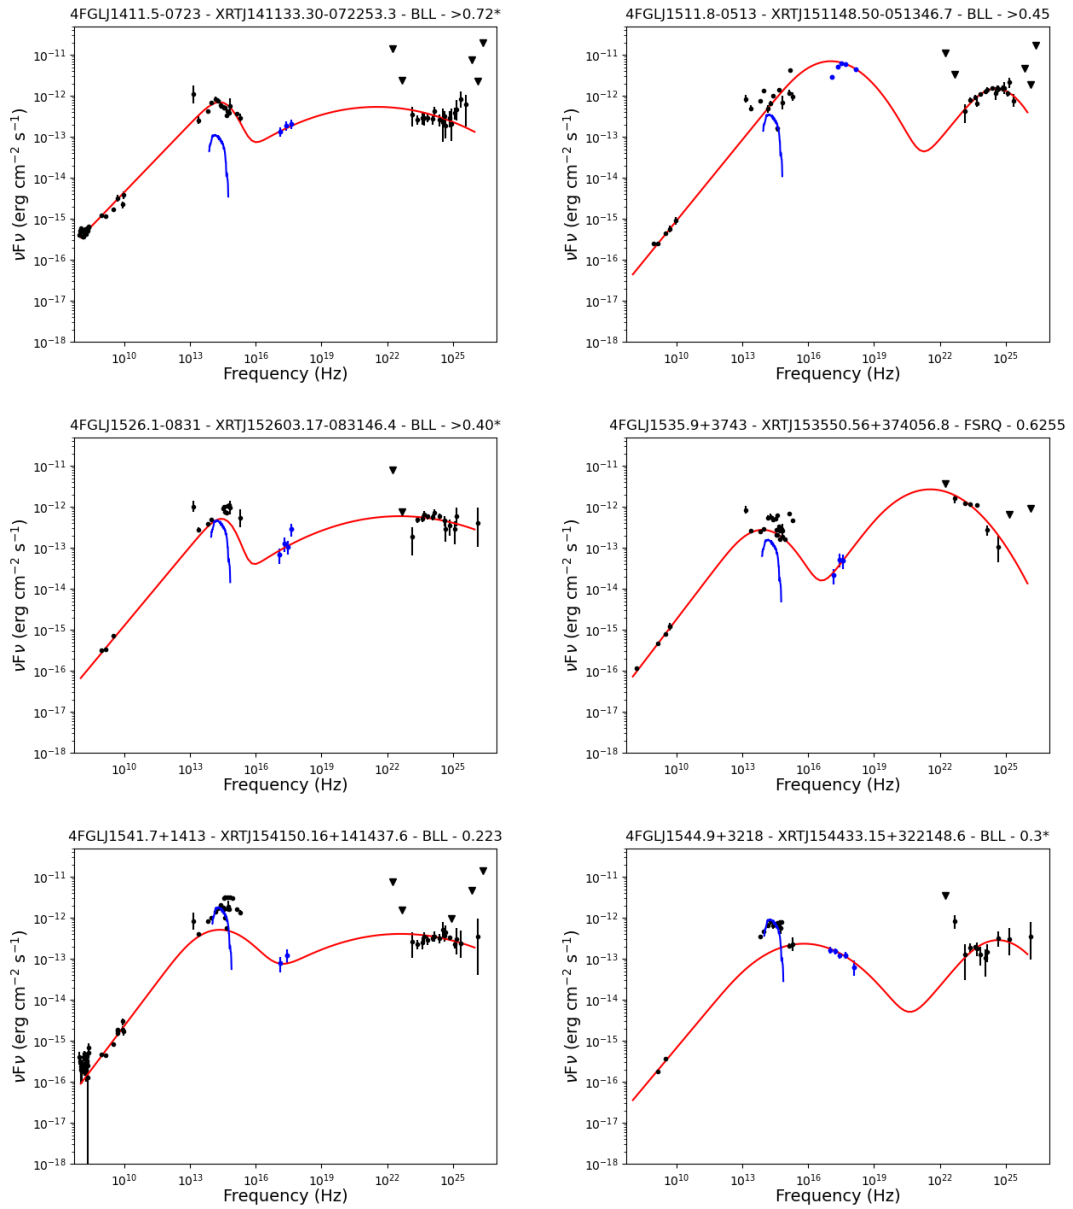 4FGLJ1411.5-0723 - XRTJ141133.30-072253.3 - BLL - >0.72*
10⁻¹¹
10⁻¹²
10⁻¹³
10⁻¹⁴
10⁻¹⁵
10⁻¹⁶
10⁻¹⁷
10⁻¹⁸
νFν (erg cm⁻² s⁻¹)
10¹⁰ 10¹³ 10¹⁶ 10¹⁹ 10²² 10²⁵
Frequency (Hz)
4FGLJ1511.8-0513 - XRTJ151148.50-051346.7 - BLL - >0.45
10⁻¹¹
10⁻¹²
10⁻¹³
10⁻¹⁴
10⁻¹⁵
10⁻¹⁶
10⁻¹⁷
10⁻¹⁸
νFν (erg cm⁻² s⁻¹)
10¹⁰ 10¹³ 10¹⁶ 10¹⁹ 10²² 10²⁵
Frequency (Hz)
4FGLJ1526.1-0831 - XRTJ152603.17-083146.4 - BLL - >0.40*
10⁻¹¹
10⁻¹²
10⁻¹³
10⁻¹⁴
10⁻¹⁵
10⁻¹⁶
10⁻¹⁷
10⁻¹⁸
νFν (erg cm⁻² s⁻¹)
10¹⁰ 10¹³ 10¹⁶ 10¹⁹ 10²² 10²⁵
Frequency (Hz)
4FGLJ1535.9+3743 - XRTJ153550.56+374056.8 - FSRQ - 0.6255
10⁻¹¹
10⁻¹²
10⁻¹³
10⁻¹⁴
10⁻¹⁵
10⁻¹⁶
10⁻¹⁷
10⁻¹⁸
νFν (erg cm⁻² s⁻¹)
10¹⁰ 10¹³ 10¹⁶ 10¹⁹ 10²² 10²⁵
Frequency (Hz)
4FGLJ1541.7+1413 - XRTJ154150.16+141437.6 - BLL - 0.223
10⁻¹¹
10⁻¹²
10⁻¹³
10⁻¹⁴
10⁻¹⁵
10⁻¹⁶
10⁻¹⁷
10⁻¹⁸
νFν (erg cm⁻² s⁻¹)
10¹⁰ 10¹³ 10¹⁶ 10¹⁹ 10²² 10²⁵
Frequency (Hz)
4FGLJ1544.9+3218 - XRTJ154433.15+322148.6 - BLL - 0.3*
10⁻¹¹
10⁻¹²
10⁻¹³
10⁻¹⁴
10⁻¹⁵
10⁻¹⁶
10⁻¹⁷
10⁻¹⁸
νFν (erg cm⁻² s⁻¹)
10¹⁰ 10¹³ 10¹⁶ 10¹⁹ 10²² 10²⁵
Frequency (Hz)